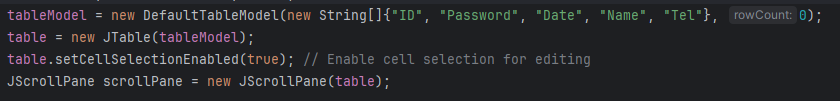 tableModel = new DefaultTableModel(new String[]{"ID", "Password", "Date", "Name", "Tel"}, rowCount: 0);
table = new JTable(tableModel);
table.setCellSelectionEnabled(true); // Enable cell selection for editing
JScrollPane scrollPane = new JScrollPane(table);